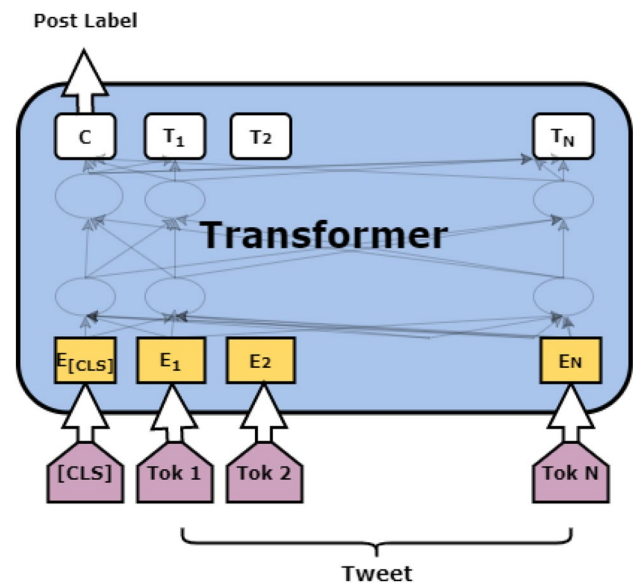 Post Label
C T1 T2 TN
Transformer
E[CLS] E1 E2 EN
[CLS] Tok 1 Tok 2 Tok N
Tweet